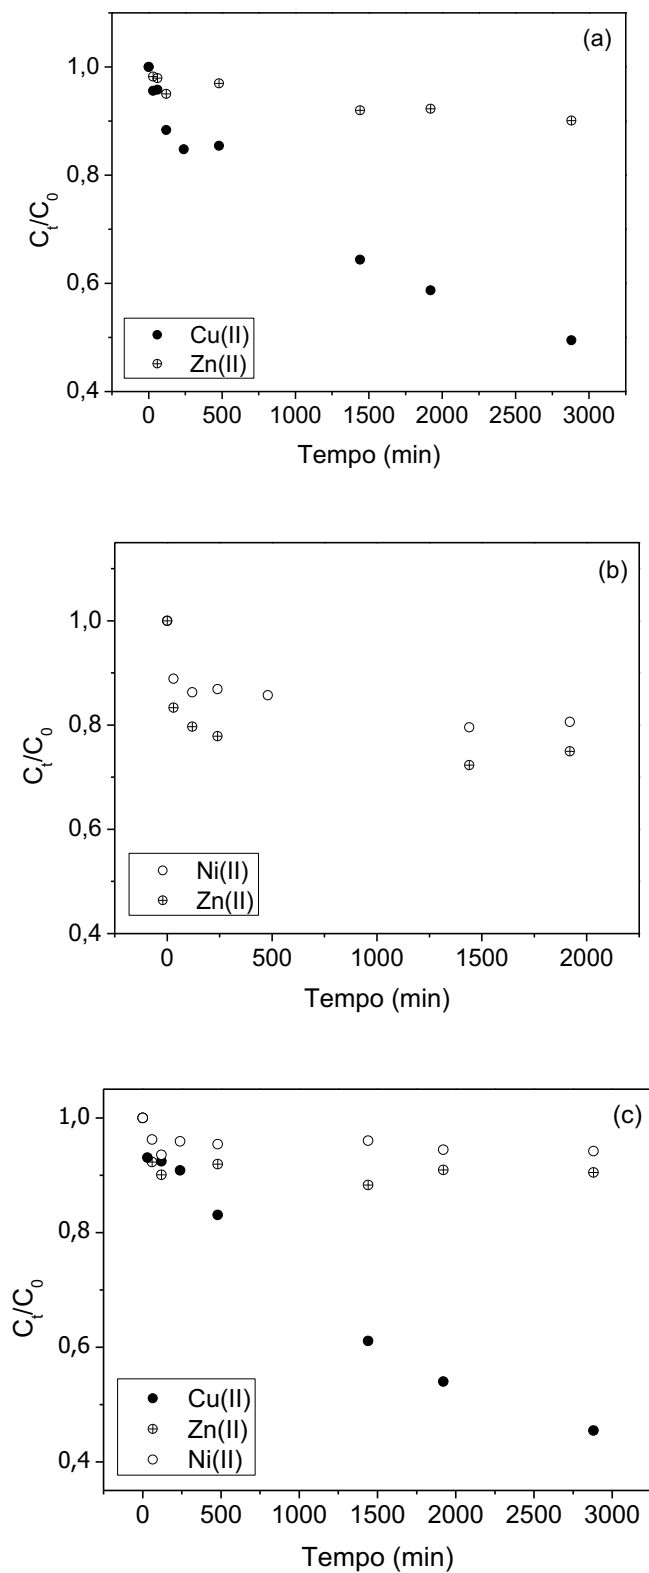 (a)
1,0
0,8
0,6
0,4
C_t/C_0
Cu(II)
Zn(II)
0 500 1000 1500 2000 2500 3000
Tempo (min)
(b)
1,0
0,8
0,6
0,4
C_t/C_0
Ni(II)
Zn(II)
0 500 1000 1500 2000
Tempo (min)
(c)
1,0
0,8
0,6
0,4
C_t/C_0
Cu(II)
Zn(II)
Ni(II)
0 500 1000 1500 2000 2500 3000
Tempo (min)